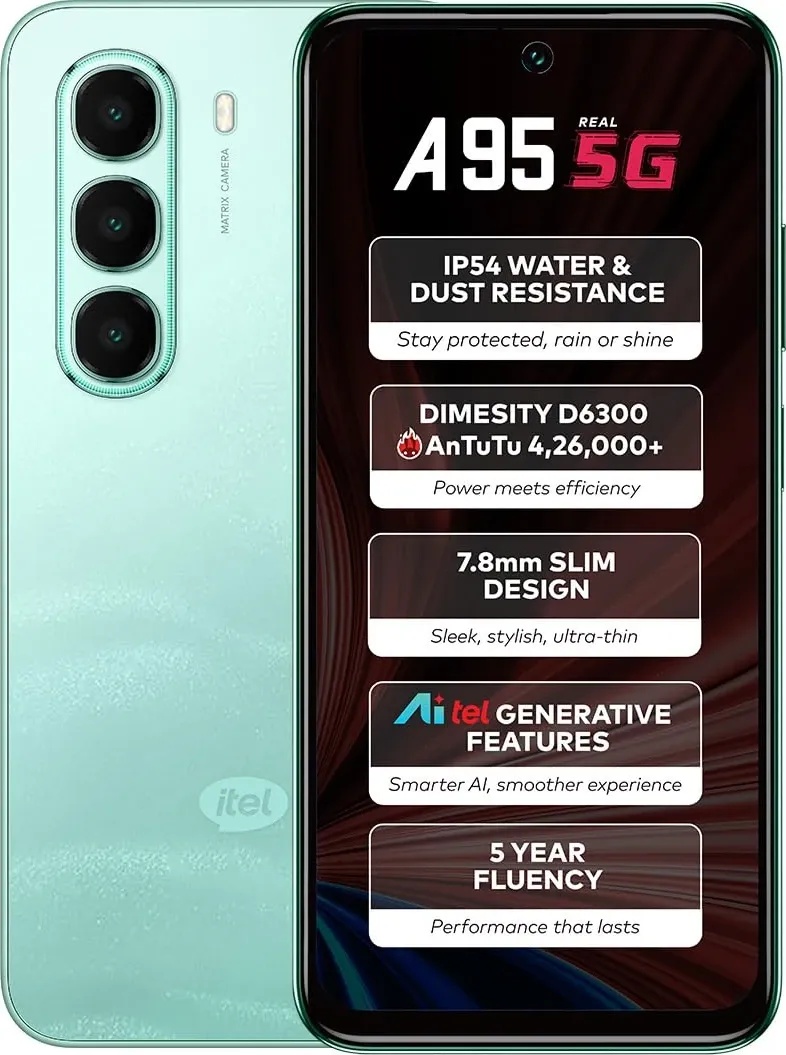 MATRIX CAMERA
itel
A95 REAL 5G
IP54 WATER &
DUST RESISTANCE
Stay protected, rain or shine
DIMESITY D6300
AnTuTu 4,26,000+
Power meets efficiency
7.8mm SLIM
DESIGN
Sleek, stylish, ultra-thin
Ai tel GENERATIVE
FEATURES
Smarter AI, smoother experience
5 YEAR
FLUENCY
Performance that lasts